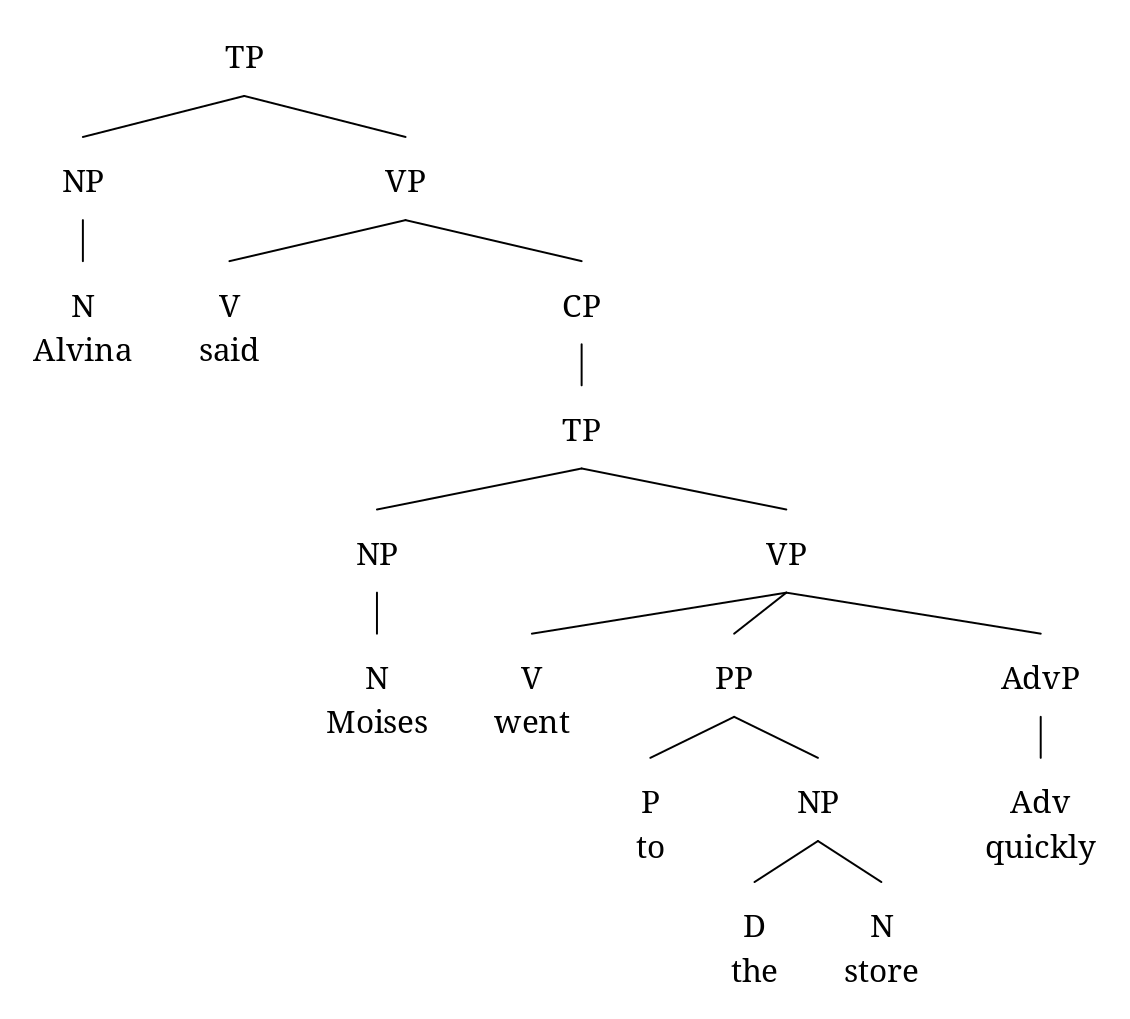 TP
NP VP
N V CP
Alvina said
TP
NP VP
N V PP AdvP
Moises went
P NP Adv
to quickly
D N
the store